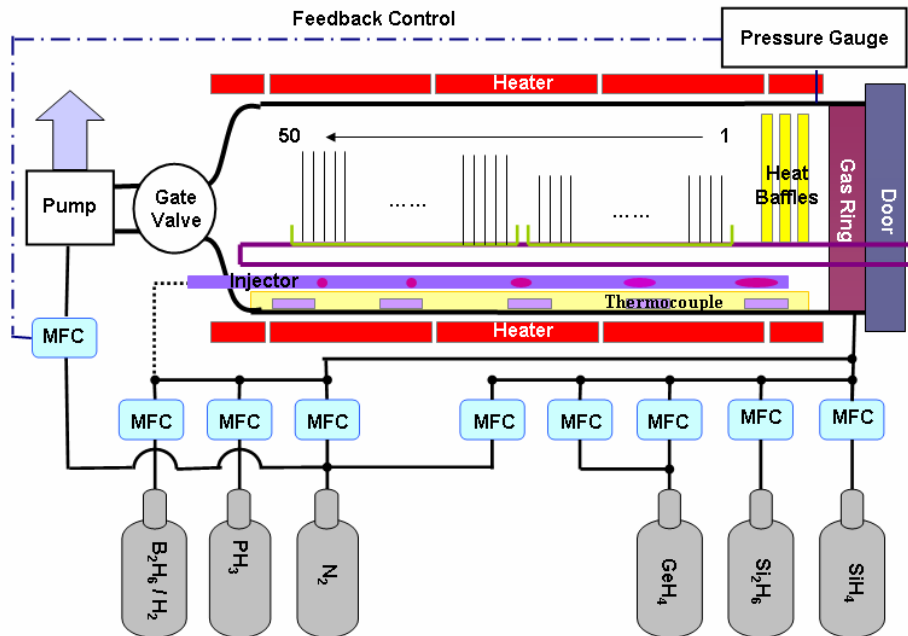 Feedback Control
Pressure Gauge
Heater
50
1
Heat
Baffles
Gas Ring
Door
Pump
Gate
Valve
Injector
Thermocouple
Heater
MFC
MFC
MFC
MFC
MFC
MFC
MFC
MFC
MFC
…… 
……
B₂H₆ / H₂
PH₃
N₂
GeH₄
Si₂H₆
SiH₄